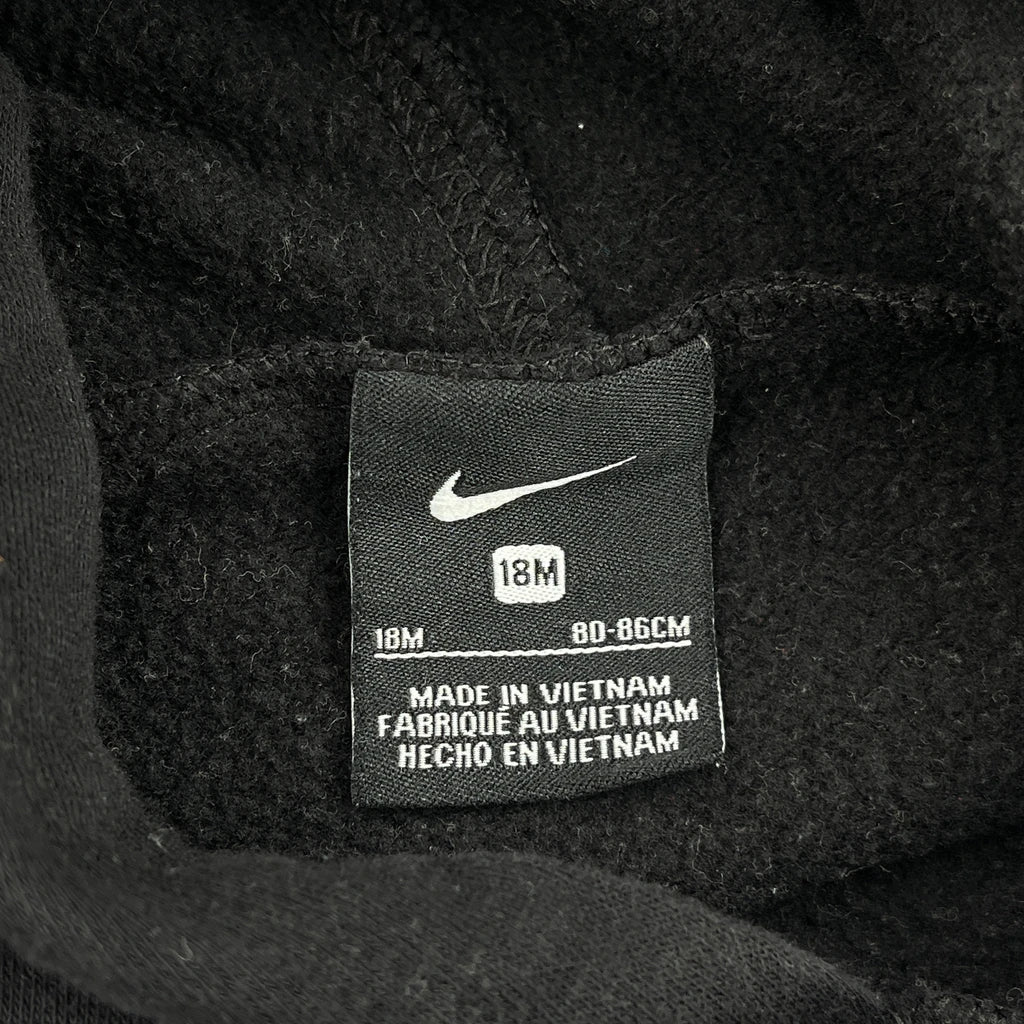 18M
18M 80-86CM
MADE IN VIETNAM
FABRIQUÉ AU VIETNAM
HECHO EN VIETNAM